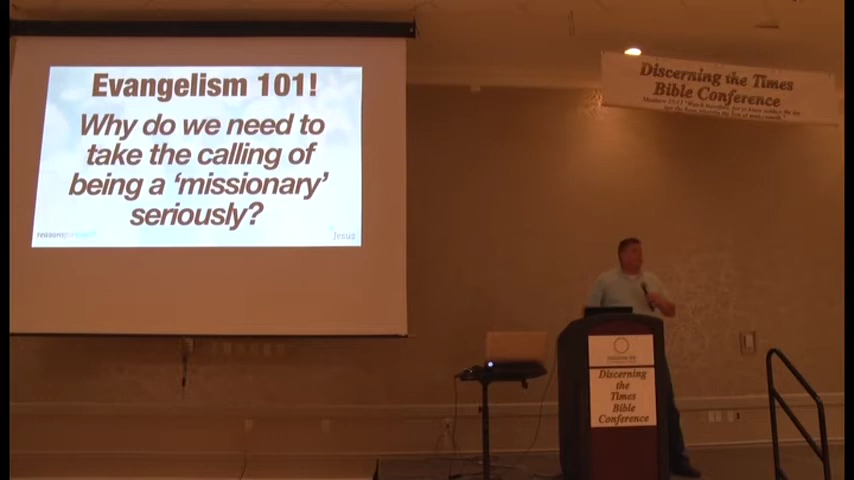 Evangelism 101!
Why do we need to
take the calling of
being a ‘missionary’
seriously?
Jesus
Discerning the Times
Bible Conference
Discerning
the
Times
Bible
Conference